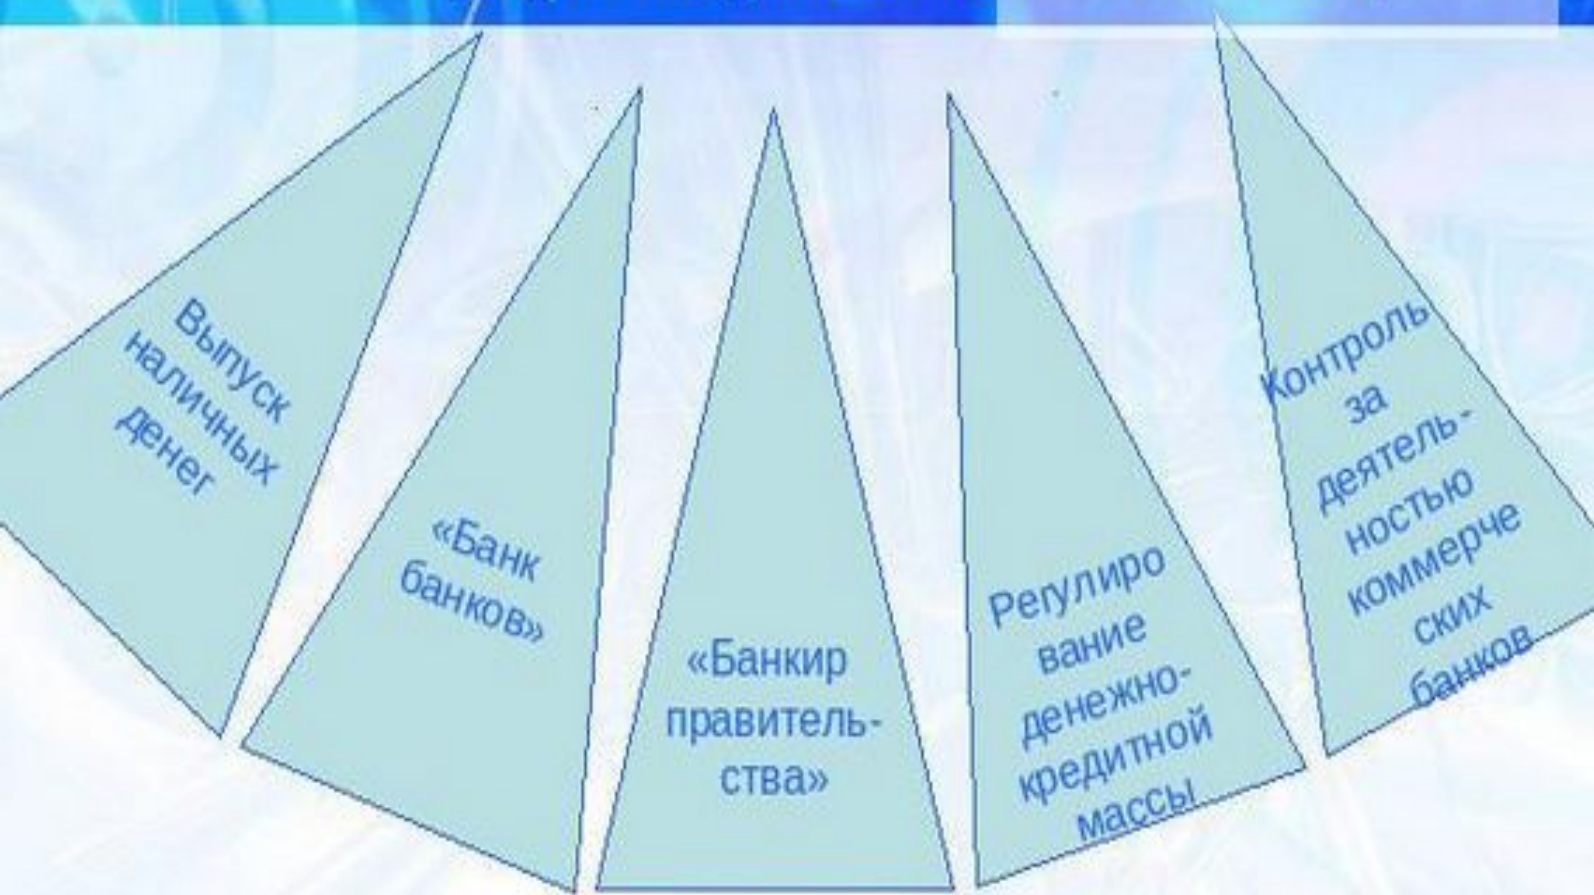 Выпуск
наличных
денег
«Банк
банков»
«Банкир
правитель-
ства»
Регулиро
вание
денежно-
кредитной
массы
Контроль
за
деятель-
ностью
коммерче
ских
банков